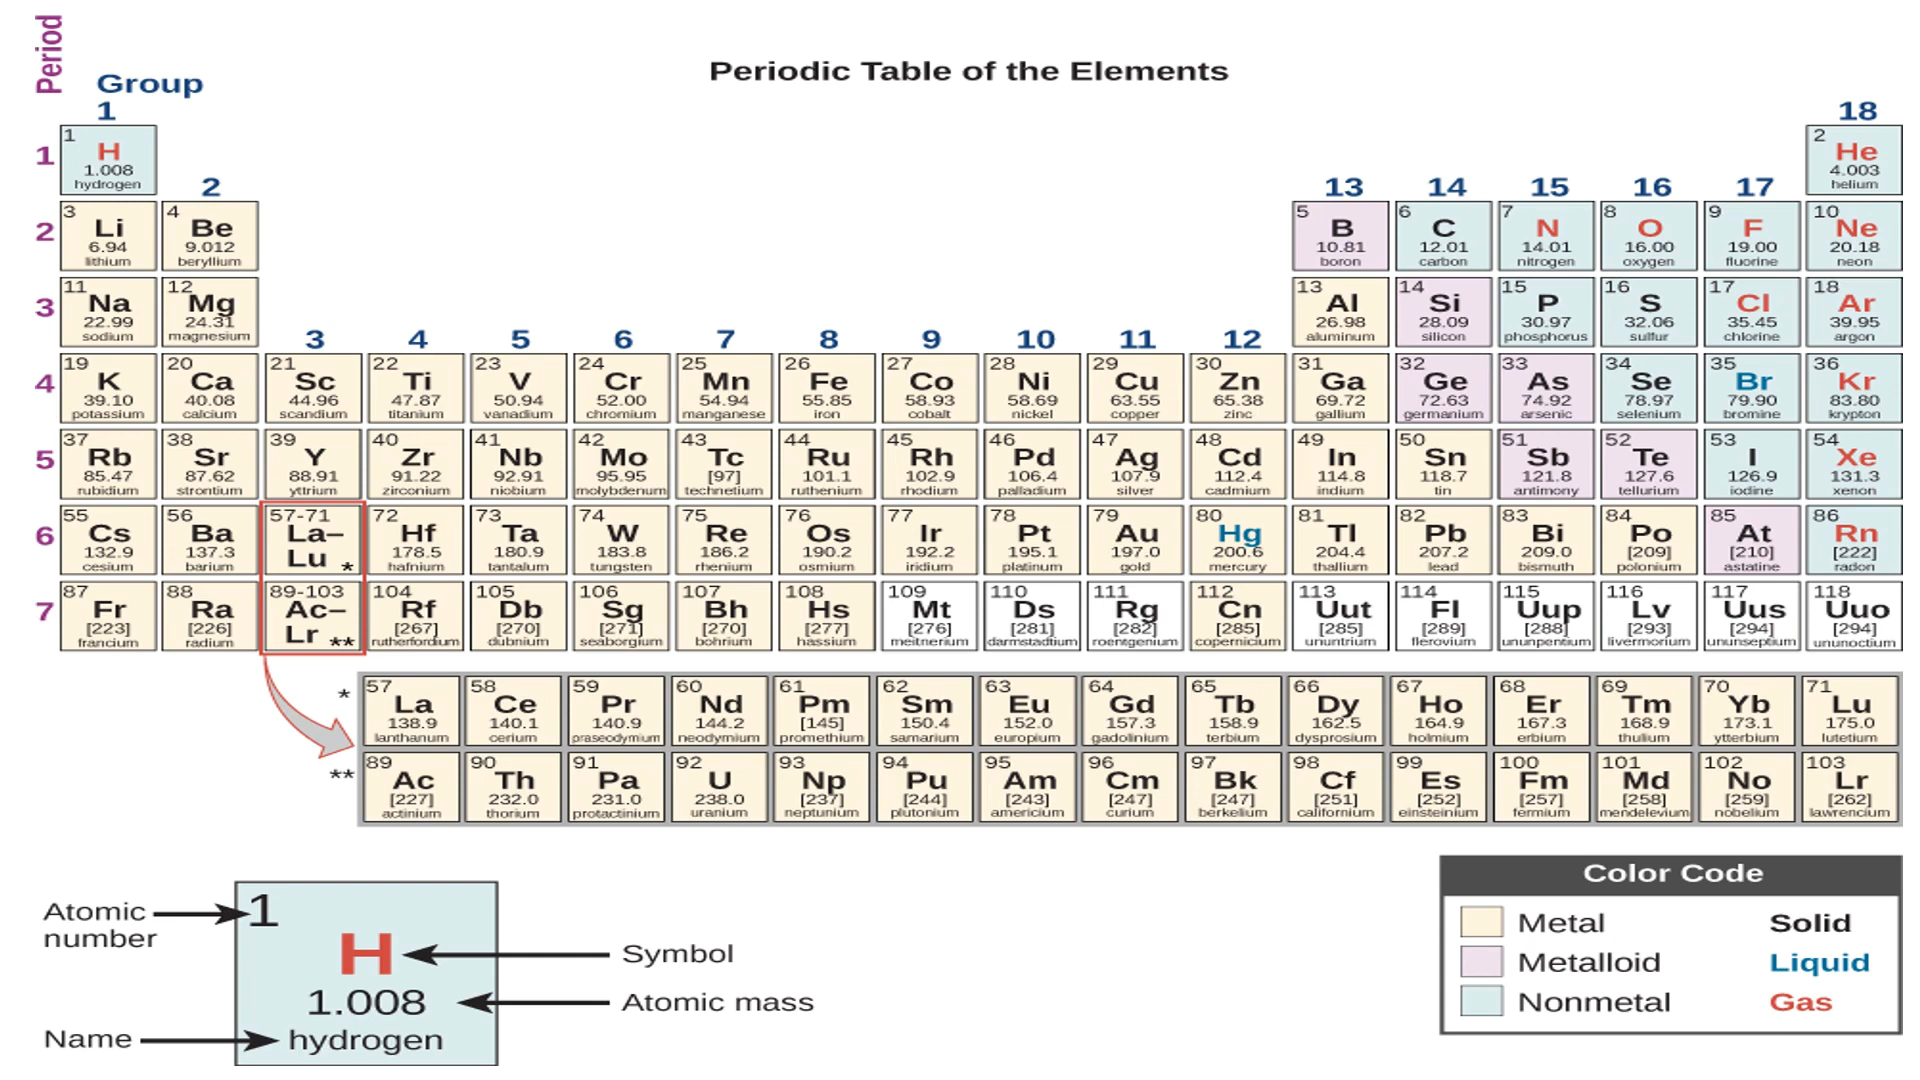 Period
Periodic Table of the Elements
Group
1 18
1 2
1 H He
1.008 4.003
hydrogen helium
2 13 14 15 16 17
3 4 5 6 7 8 9 10
2 Li Be B C N O F Ne
6.94 9.012 10.81 12.01 14.01 16.00 19.00 20.18
lithium beryllium boron carbon nitrogen oxygen fluorine neon
11 12 13 14 15 16 17 18
3 Na Mg Al Si P S Cl Ar
22.99 24.31 26.98 28.09 30.97 32.06 35.45 39.95
sodium magnesium aluminum silicon phosphorus sulfur chlorine argon
3 4 5 6 7 8 9 10 11 12
19 20 21 22 23 24 25 26 27 28 29 30 31 32 33 34 35 36
4 K Ca Sc Ti V Cr Mn Fe Co Ni Cu Zn Ga Ge As Se Br Kr
39.10 40.08 44.96 47.87 50.94 52.00 54.94 55.85 58.93 58.69 63.55 65.38 69.72 72.63 74.92 78.97 79.90 83.80
potassium calcium scandium titanium vanadium chromium manganese iron cobalt nickel copper zinc gallium germanium arsenic selenium bromine krypton
37 38 39 40 41 42 43 44 45 46 47 48 49 50 51 52 53 54
5 Rb Sr Y Zr Nb Mo Tc Ru Rh Pd Ag Cd In Sn Sb Te I Xe
85.47 87.62 88.91 91.22 92.91 95.95 [97] 101.1 102.9 106.4 107.9 112.4 114.8 118.7 121.8 127.6 126.9 131.3
rubidium strontium yttrium zirconium niobium molybdenum technetium ruthenium rhodium palladium silver cadmium indium tin antimony tellurium iodine xenon
55 56 57-71 72 73 74 75 76 77 78 79 80 81 82 83 84 85 86
6 Cs Ba La– Hf Ta W Re Os Ir Pt Au Hg Tl Pb Bi Po At Rn
132.9 137.3 Lu * 178.5 180.9 183.8 186.2 190.2 192.2 195.1 197.0 200.6 204.4 207.2 209.0 [209] [210] [222]
cesium barium hafnium tantalum tungsten rhenium osmium iridium platinum gold mercury thallium lead bismuth polonium astatine radon
87 88 89-103 104 105 106 107 108 109 110 111 112 113 114 115 116 117 118
7 Fr Ra Ac– Rf Db Sg Bh Hs Mt Ds Rg Cn Uut Fl Uup Lv Uus Uuo
[223] [226] Lr ** [267] [270] [271] [270] [277] [276] [281] [282] [285] [285] [289] [288] [293] [294] [294]
francium radium rutherfordium dubnium seaborgium bohrium hassium meitnerium darmstadtium roentgenium copernicium ununtrium flerovium ununpentium livermorium ununseptium ununoctium
57 58 59 60 61 62 63 64 65 66 67 68 69 70 71
* La Ce Pr Nd Pm Sm Eu Gd Tb Dy Ho Er Tm Yb Lu
138.9 140.1 140.9 144.2 [145] 150.4 152.0 157.3 158.9 162.5 164.9 167.3 168.9 173.1 175.0
lanthanum cerium praseodymium neodymium promethium samarium europium gadolinium terbium dysprosium holmium erbium thulium ytterbium lutetium
89 90 91 92 93 94 95 96 97 98 99 100 101 102 103
** Ac Th Pa U Np Pu Am Cm Bk Cf Es Fm Md No Lr
[227] 232.0 231.0 238.0 [237] [244] [243] [247] [247] [251] [252] [257] [258] [259] [262]
actinium thorium protactinium uranium neptunium plutonium americium curium berkelium californium einsteinium fermium mendelevium nobelium lawrencium
Atomic
number
1
H
Symbol
1.008
Atomic mass
Name
hydrogen
Color Code
Metal Solid
Metalloid Liquid
Nonmetal Gas